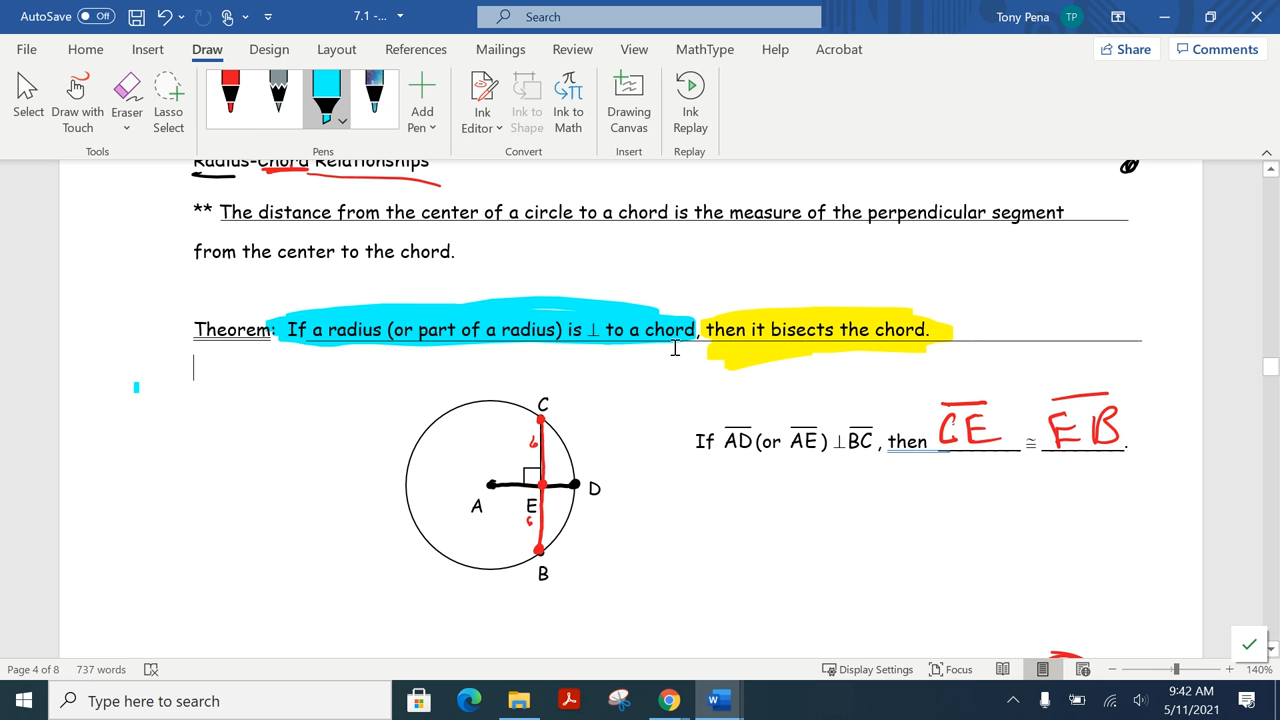 AutoSave Off 7.1 -... Search Tony Pena TP
File Home Insert Draw Design Layout References Mailings Review View MathType Help Acrobat Share Comments
Select Draw with Touch Eraser Lasso Select Add Pen Ink Editor Ink to Shape Ink to Math Drawing Canvas Ink Replay
Tools Pens Convert Insert Replay
Radius-Chord Relationships
** The distance from the center of a circle to a chord is the measure of the perpendicular segment
from the center to the chord.
Theorem: If a radius (or part of a radius) is ⊥ to a chord, then it bisects the chord.
C
6
If AD (or AE) ⊥ BC, then CE ≅ EB.
A E D
6
B
Page 4 of 8 737 words Display Settings Focus 140%
Type here to search 9:42 AM
5/11/2021